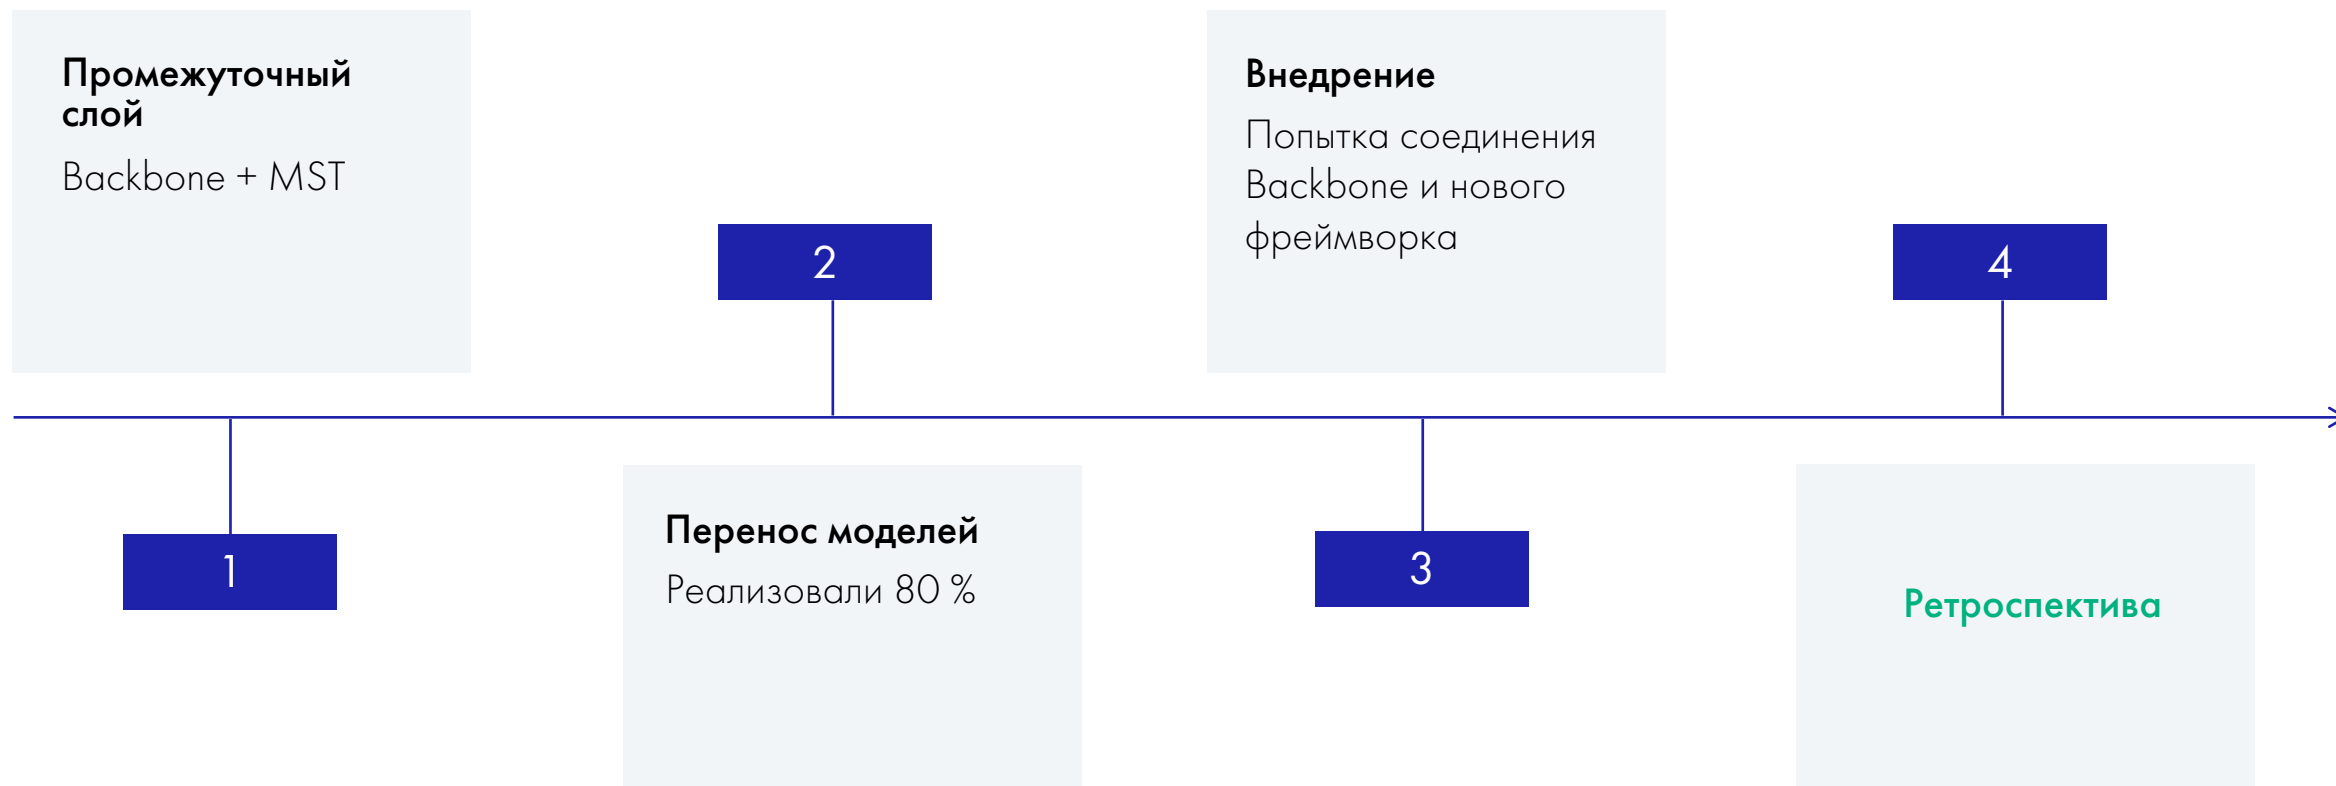 Промежуточный
слой
Backbone + MST
1
2
Перенос моделей
Реализовали 80 %
Внедрение
Попытка соединения
Backbone и нового
фреймворка
3
4
Ретроспектива